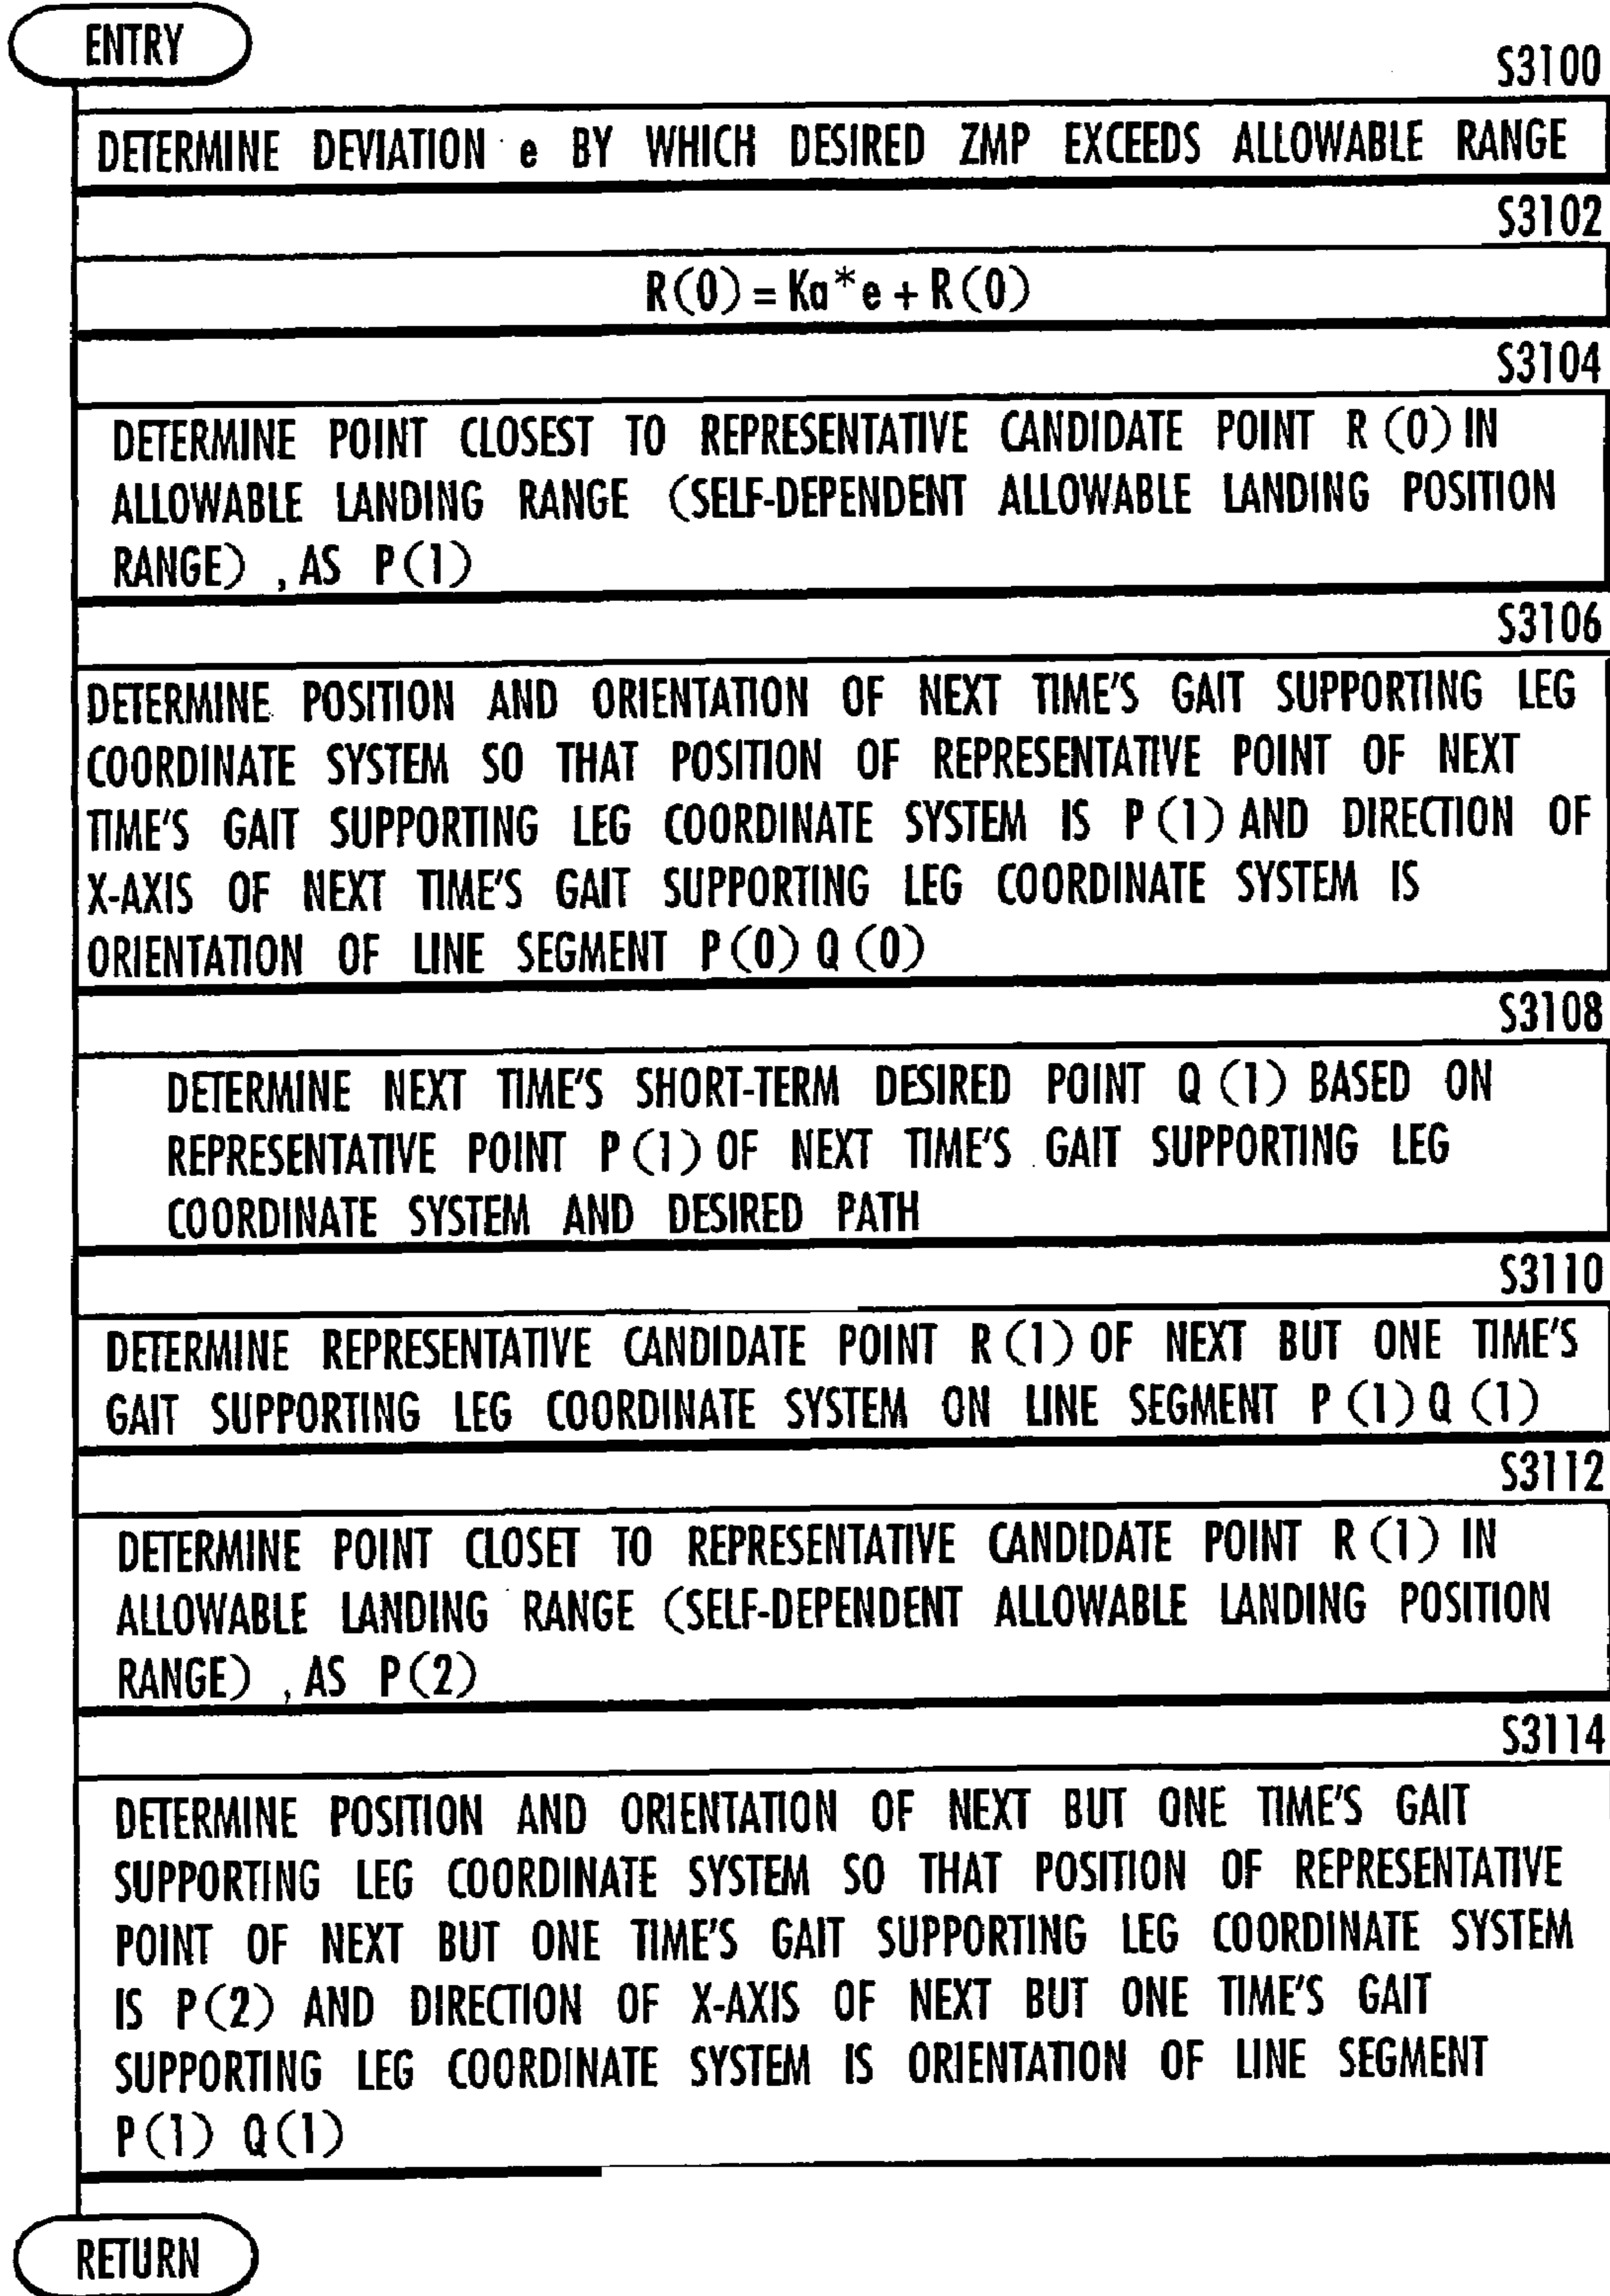 ENTRY
S3100
DETERMINE DEVIATION e BY WHICH DESIRED ZMP EXCEEDS ALLOWABLE RANGE
S3102
R(0) = Ka*e + R(0)
S3104
DETERMINE POINT CLOSEST TO REPRESENTATIVE CANDIDATE POINT R(0) IN
ALLOWABLE LANDING RANGE (SELF-DEPENDENT ALLOWABLE LANDING POSITION
RANGE) , AS P(1)
S3106
DETERMINE POSITION AND ORIENTATION OF NEXT TIME'S GAIT SUPPORTING LEG
COORDINATE SYSTEM SO THAT POSITION OF REPRESENTATIVE POINT OF NEXT
TIME'S GAIT SUPPORTING LEG COORDINATE SYSTEM IS P(1) AND DIRECTION OF
X-AXIS OF NEXT TIME'S GAIT SUPPORTING LEG COORDINATE SYSTEM IS
ORIENTATION OF LINE SEGMENT P(0) Q(0)
S3108
DETERMINE NEXT TIME'S SHORT-TERM DESIRED POINT Q(1) BASED ON
REPRESENTATIVE POINT P(1) OF NEXT TIME'S GAIT SUPPORTING LEG
COORDINATE SYSTEM AND DESIRED PATH
S3110
DETERMINE REPRESENTATIVE CANDIDATE POINT R(1) OF NEXT BUT ONE TIME'S
GAIT SUPPORTING LEG COORDINATE SYSTEM ON LINE SEGMENT P(1) Q(1)
S3112
DETERMINE POINT CLOSET TO REPRESENTATIVE CANDIDATE POINT R(1) IN
ALLOWABLE LANDING RANGE (SELF-DEPENDENT ALLOWABLE LANDING POSITION
RANGE) , AS P(2)
S3114
DETERMINE POSITION AND ORIENTATION OF NEXT BUT ONE TIME'S GAIT
SUPPORTING LEG COORDINATE SYSTEM SO THAT POSITION OF REPRESENTATIVE
POINT OF NEXT BUT ONE TIME'S GAIT SUPPORTING LEG COORDINATE SYSTEM
IS P(2) AND DIRECTION OF X-AXIS OF NEXT BUT ONE TIME'S GAIT
SUPPORTING LEG COORDINATE SYSTEM IS ORIENTATION OF LINE SEGMENT
P(1) Q(1)
RETURN